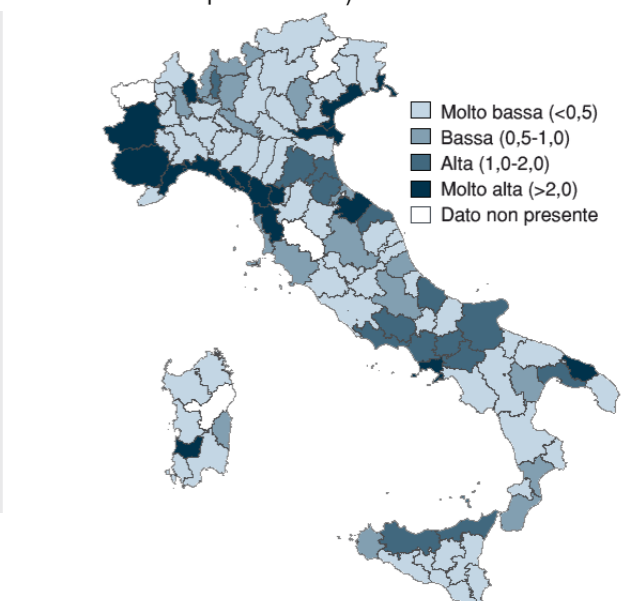 Molto bassa (<0,5)
Bassa (0,5-1,0)
Alta (1,0-2,0)
Molto alta (>2,0)
Dato non presente